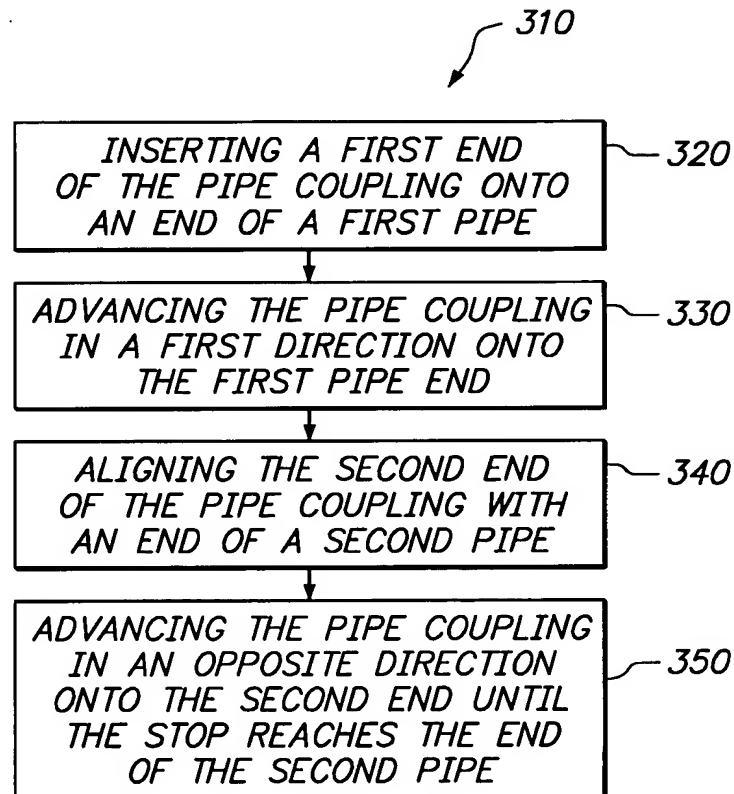 310
INSERTING A FIRST END
OF THE PIPE COUPLING ONTO
AN END OF A FIRST PIPE
320
ADVANCING THE PIPE COUPLING
IN A FIRST DIRECTION ONTO
THE FIRST PIPE END
330
ALIGNING THE SECOND END
OF THE PIPE COUPLING WITH
AN END OF A SECOND PIPE
340
ADVANCING THE PIPE COUPLING
IN AN OPPOSITE DIRECTION
ONTO THE SECOND END UNTIL
THE STOP REACHES THE END
OF THE SECOND PIPE
350